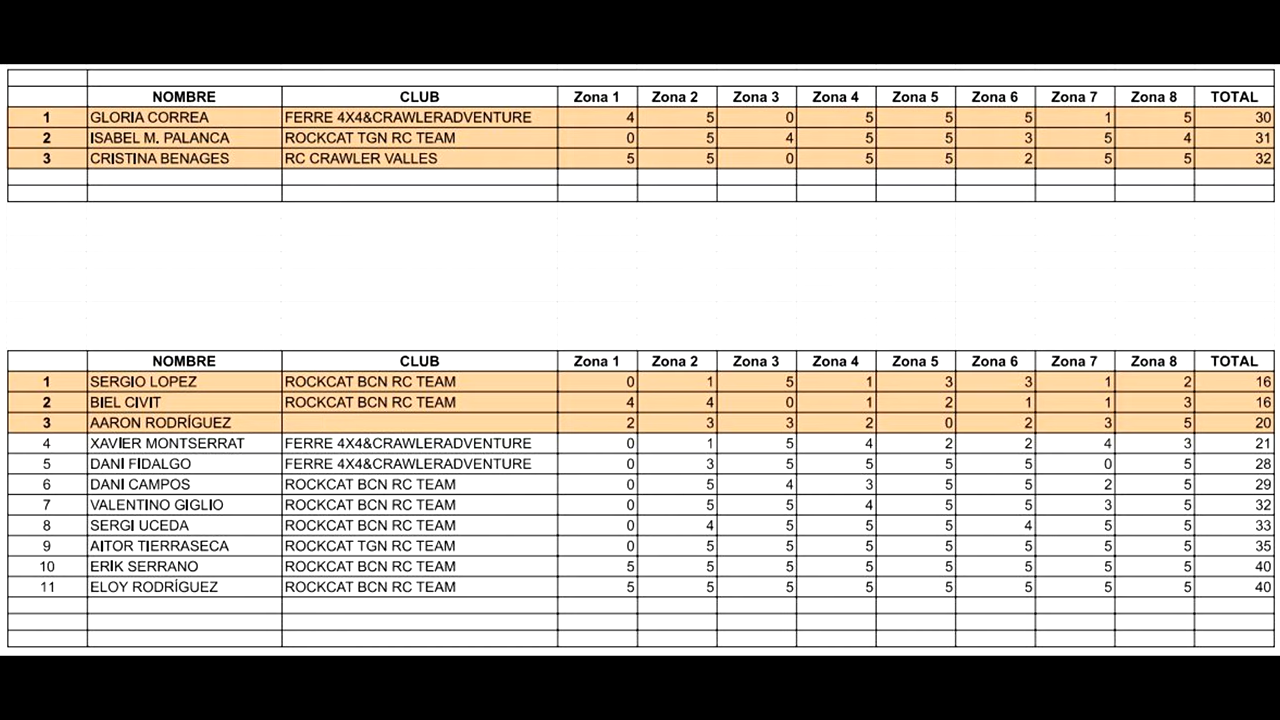 NOMBRE CLUB Zona 1 Zona 2 Zona 3 Zona 4 Zona 5 Zona 6 Zona 7 Zona 8 TOTAL
1 GLORIA CORREA FERRE 4X4&CRAWLERADVENTURE 4 5 0 5 5 5 1 5 30
2 ISABEL M. PALANCA ROCKCAT TGN RC TEAM 0 5 4 5 5 3 5 4 31
3 CRISTINA BENAGES RC CRAWLER VALLES 5 5 0 5 5 2 5 5 32
NOMBRE CLUB Zona 1 Zona 2 Zona 3 Zona 4 Zona 5 Zona 6 Zona 7 Zona 8 TOTAL
1 SERGIO LOPEZ ROCKCAT BCN RC TEAM 0 1 5 1 3 3 1 2 16
2 BIEL CIVIT ROCKCAT BCN RC TEAM 4 4 0 1 2 1 1 3 16
3 AARON RODRÍGUEZ 2 3 3 2 0 2 3 5 20
4 XAVIER MONTSERRAT FERRE 4X4&CRAWLERADVENTURE 0 1 5 4 2 2 4 3 21
5 DANI FIDALGO FERRE 4X4&CRAWLERADVENTURE 0 3 5 5 5 5 0 5 28
6 DANI CAMPOS ROCKCAT BCN RC TEAM 0 5 4 3 5 5 2 5 29
7 VALENTINO GIGLIO ROCKCAT BCN RC TEAM 0 5 5 4 5 5 3 5 32
8 SERGI UCEDA ROCKCAT BCN RC TEAM 0 4 5 5 5 4 5 5 33
9 AITOR TIERRASECA ROCKCAT TGN RC TEAM 0 5 5 5 5 5 5 5 35
10 ERIK SERRANO ROCKCAT BCN RC TEAM 5 5 5 5 5 5 5 5 40
11 ELOY RODRÍGUEZ ROCKCAT BCN RC TEAM 5 5 5 5 5 5 5 5 40